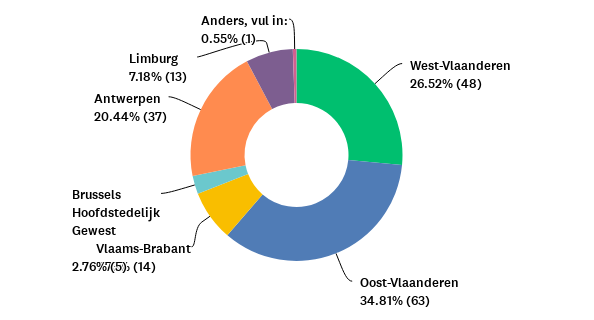 Anders, vul in:
0.55% (1)
Limburg
7.18% (13)
West-Vlaanderen
26.52% (48)
Antwerpen
20.44% (37)
Brussels
Hoofdstedelijk
Gewest
2.76% (5)
Vlaams-Brabant
(14)
Oost-Vlaanderen
34.81% (63)